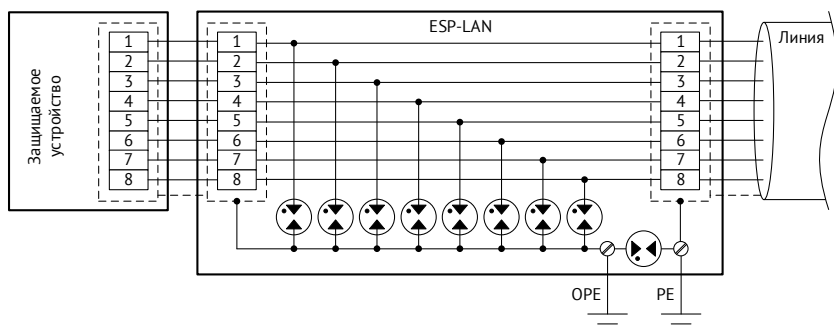 ESP-LAN
Линия
Защищаемое
устройство
1 1 1
2 2 2
3 3 3
4 4 4
5 5 5
6 6 6
7 7 7
8 8 8
OPE PE